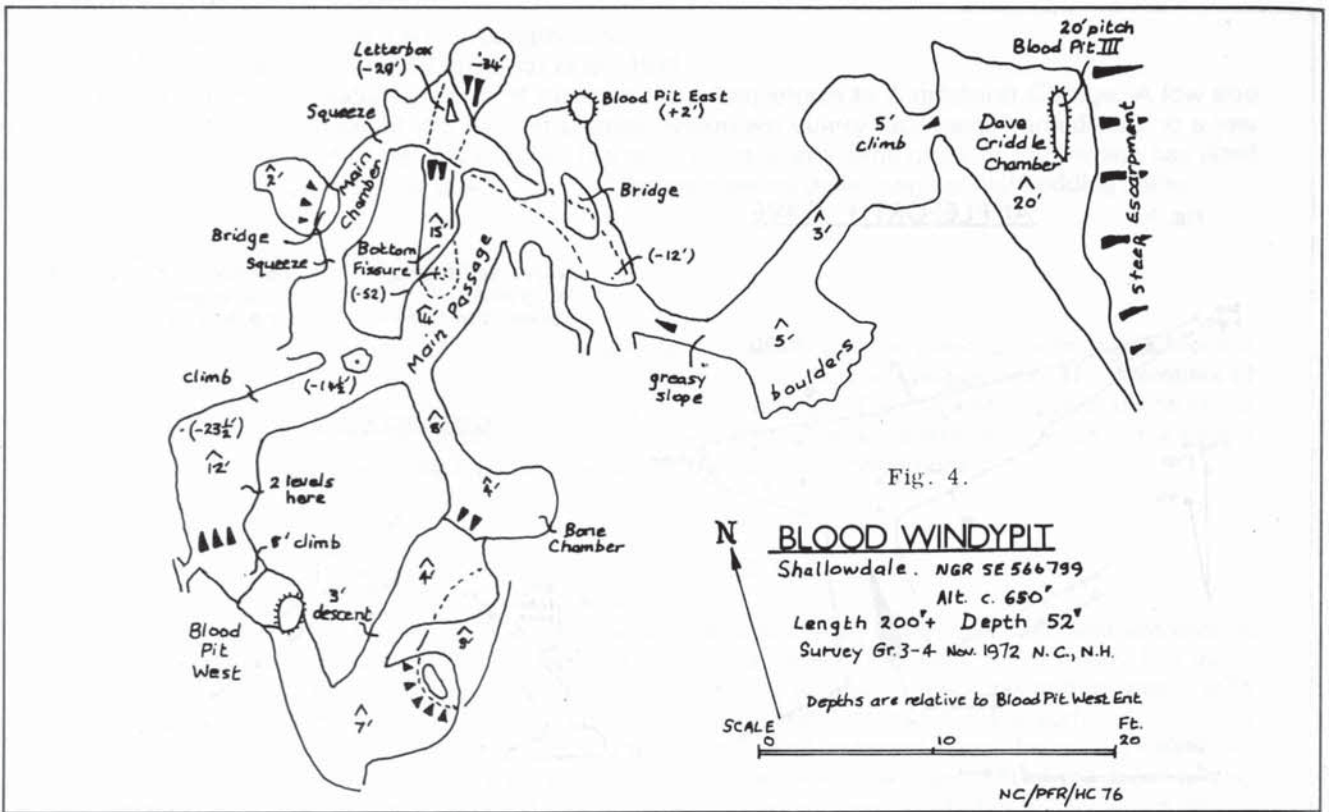 Letterbox
(-29')
-34'
Squeeze
Blood Pit East
(+2')
20' pitch
Blood Pit III
5'
climb
Dave
Criddle
Chamber
20'
Steep Escarpment
2'
Main
Chamber
Bridge
Bridge
Squeeze
15'
Bottom
Fissure
(-52)
Main Passage
(-12')
3'
5'
boulders
greasy
slope
climb
(-14½')
(-23½')
12'
8'
2 levels
here
4'
Bone
Chamber
8' climb
3'
descent
4'
Blood
Pit
West
9'
7'
Fig. 4.
N
BLOOD WINDYPIT
Shallowdale. NGR SE 566799
Alt. c. 650'
Length 200'+ Depth 52'
Survey Gr. 3-4 Nov. 1972 N.C., N.H.
Depths are relative to Blood Pit West Ent
SCALE
Ft.
0 10 20
NC/PFR/HC 76